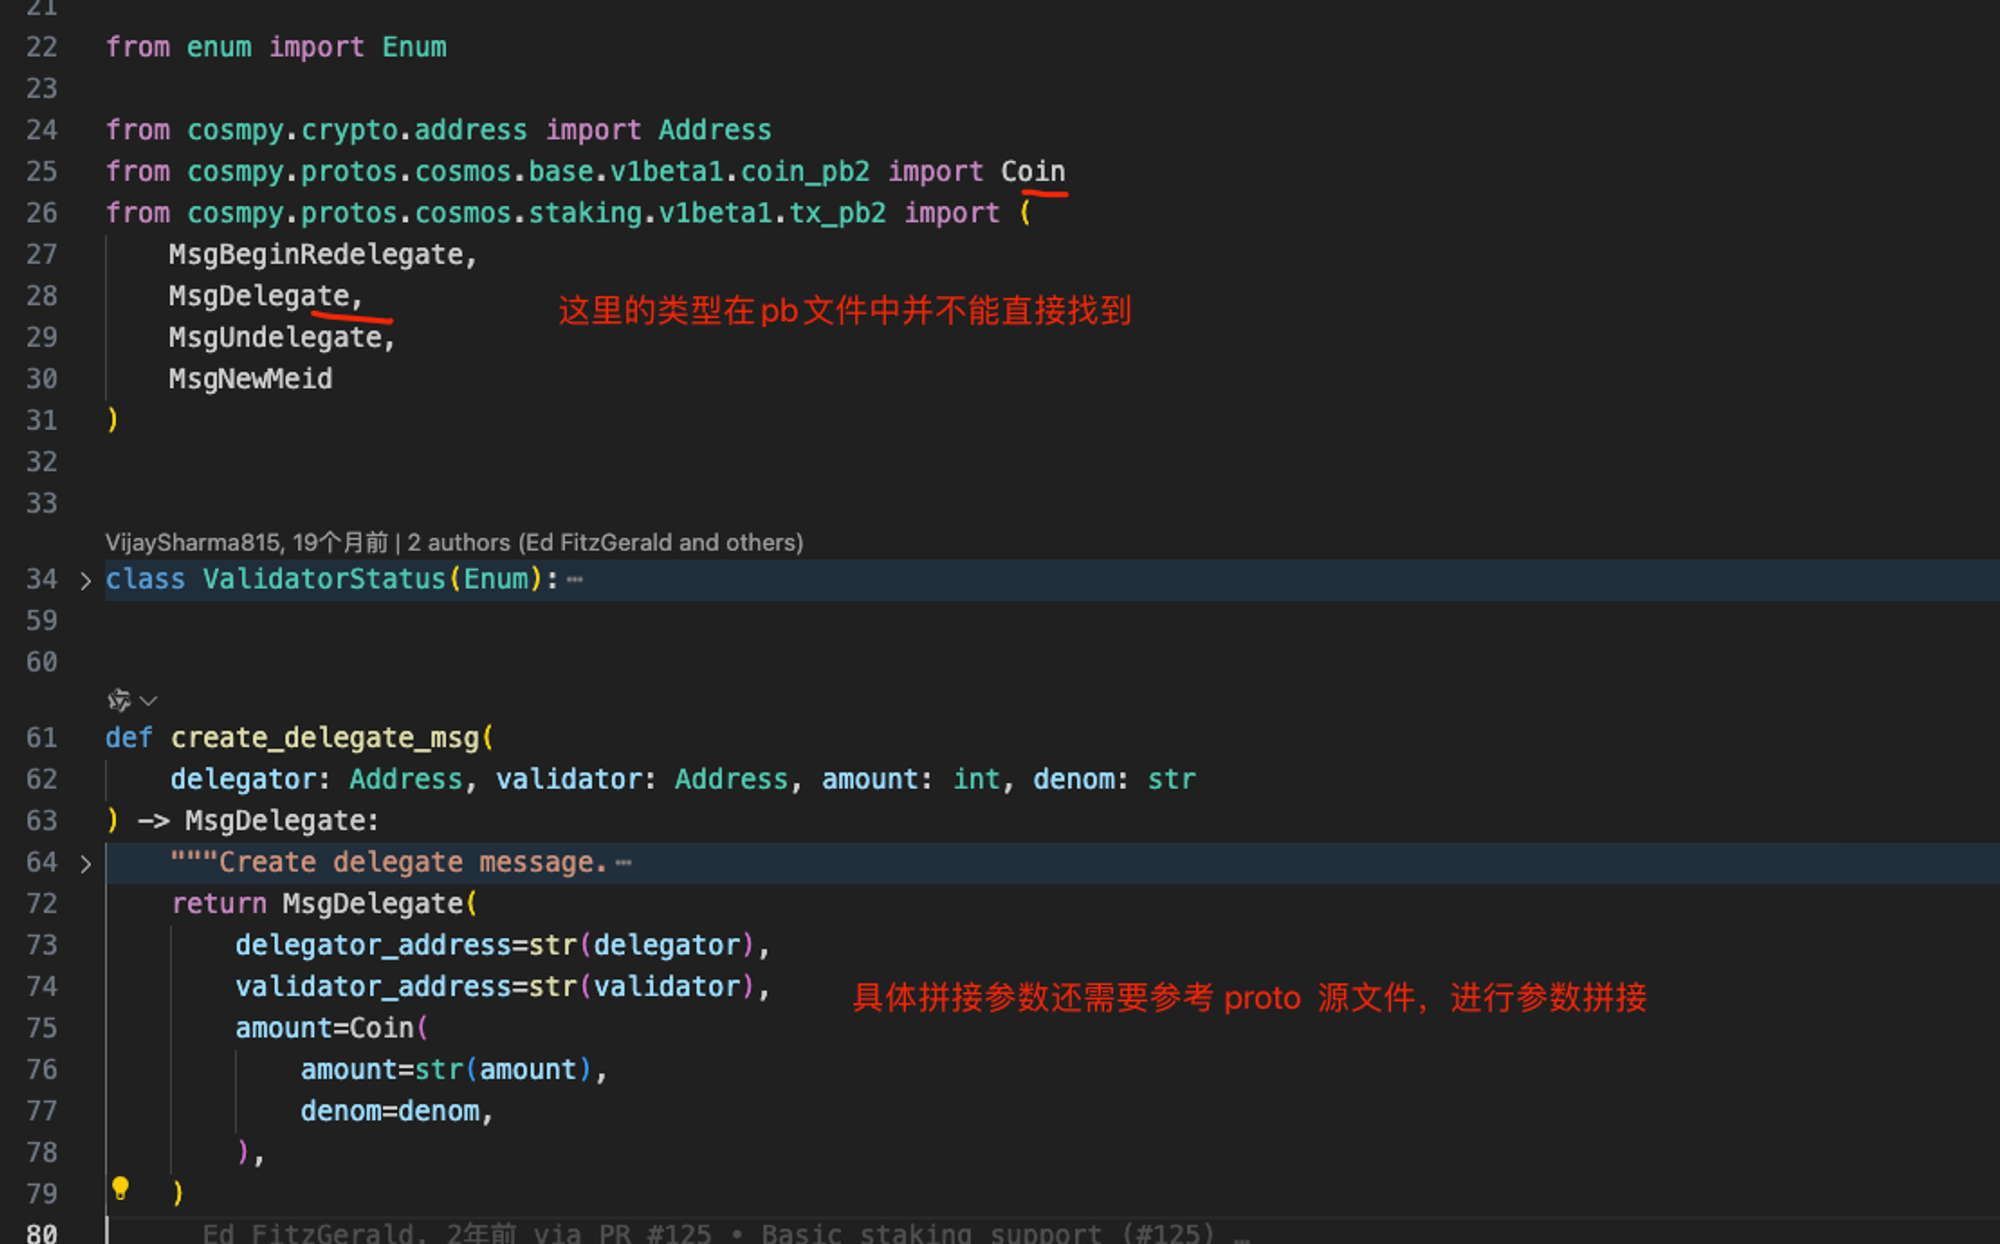 21
22 from enum import Enum
23
24 from cosmpy.crypto.address import Address
25 from cosmpy.protos.cosmos.base.v1beta1.coin_pb2 import Coin
26 from cosmpy.protos.cosmos.staking.v1beta1.tx_pb2 import (
27     MsgBeginRedelegate,
28     MsgDelegate,
这里的类型在pb文件中并不能直接找到
29     MsgUndelegate,
30     MsgNewMeid
31 )
32
33
VijaySharma815, 19个月前 | 2 authors (Ed FitzGerald and others)
34 class ValidatorStatus(Enum):⋯
59
60
61 def create_delegate_msg(
62     delegator: Address, validator: Address, amount: int, denom: str
63 ) -> MsgDelegate:
64     """Create delegate message.⋯
72     return MsgDelegate(
73         delegator_address=str(delegator),
74         validator_address=str(validator),
具体拼接参数还需要参考 proto 源文件，进行参数拼接
75         amount=Coin(
76             amount=str(amount),
77             denom=denom,
78         ),
79     )
80 Ed FitzGerald, 2年前 via PR #125 • Basic staking support (#125) …